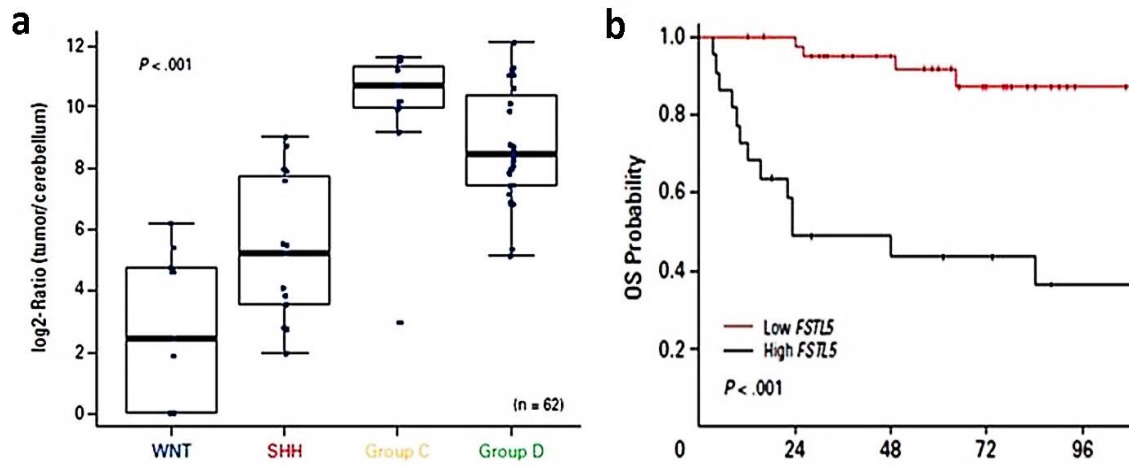 a
P < .001
log2-Ratio (tumor/cerebellum)
12
10
8
6
4
2
0
(n = 62)
WNT
SHH
Group C
Group D
b
OS Probability
1.0
0.8
0.6
0.4
0.2
Low FSTL5
High FSTL5
P < .001
0
24
48
72
96